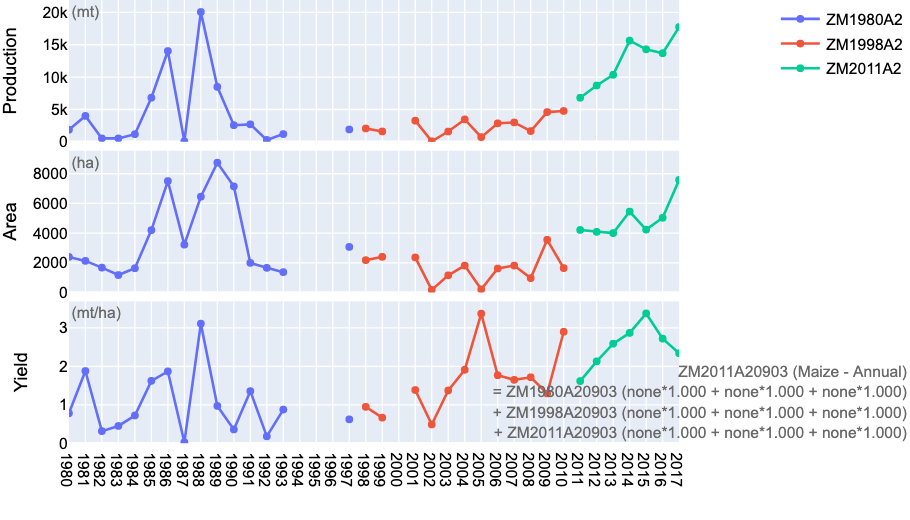 ZM1980A2
ZM1998A2
ZM2011A2
Production
(mt)
20k
15k
10k
5k
0
Area
(ha)
8000
6000
4000
2000
0
Yield
(mt/ha)
3
2
1
0
ZM2011A20903 (Maize - Annual)
= ZM1980A20903 (none*1.000 + none*1.000 + none*1.000)
+ ZM1998A20903 (none*1.000 + none*1.000 + none*1.000)
+ ZM2011A20903 (none*1.000 + none*1.000 + none*1.000)
1980
1981
1982
1983
1984
1985
1986
1987
1988
1989
1990
1991
1992
1993
1994
1995
1996
1997
1998
1999
2000
2001
2002
2003
2004
2005
2006
2007
2008
2009
2010
2011
2012
2013
2014
2015
2016
2017